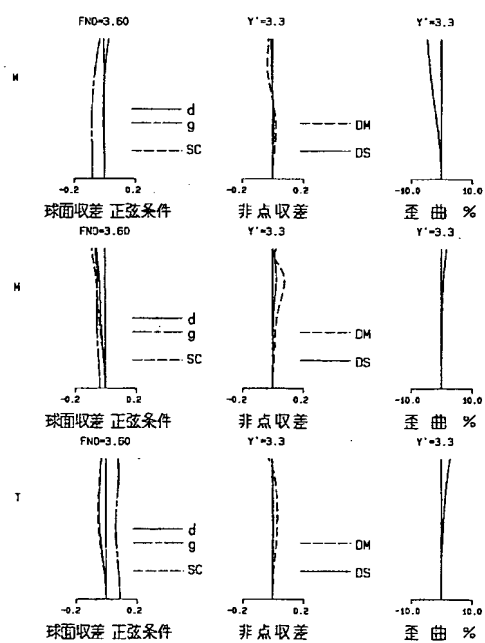 FNO=3.60 Y'=3.3 Y'=3.3
W
d
g
SC
DM
DS
-0.2 0.2 -0.2 0.2 -10.0 10.0
球面収差 正弦条件 非点収差 歪曲 %
FNO=3.60 Y'=3.3 Y'=3.3
M
d
g
SC
DM
DS
-0.2 0.2 -0.2 0.2 -10.0 10.0
球面収差 正弦条件 非点収差 歪曲 %
FNO=3.60 Y'=3.3 Y'=3.3
T
d
g
SC
DM
DS
-0.2 0.2 -0.2 0.2 -10.0 10.0
球面収差 正弦条件 非点収差 歪曲 %